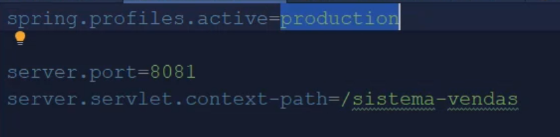 spring.profiles.active=production
server.port=8081
server.servlet.context-path=/sistema-vendas